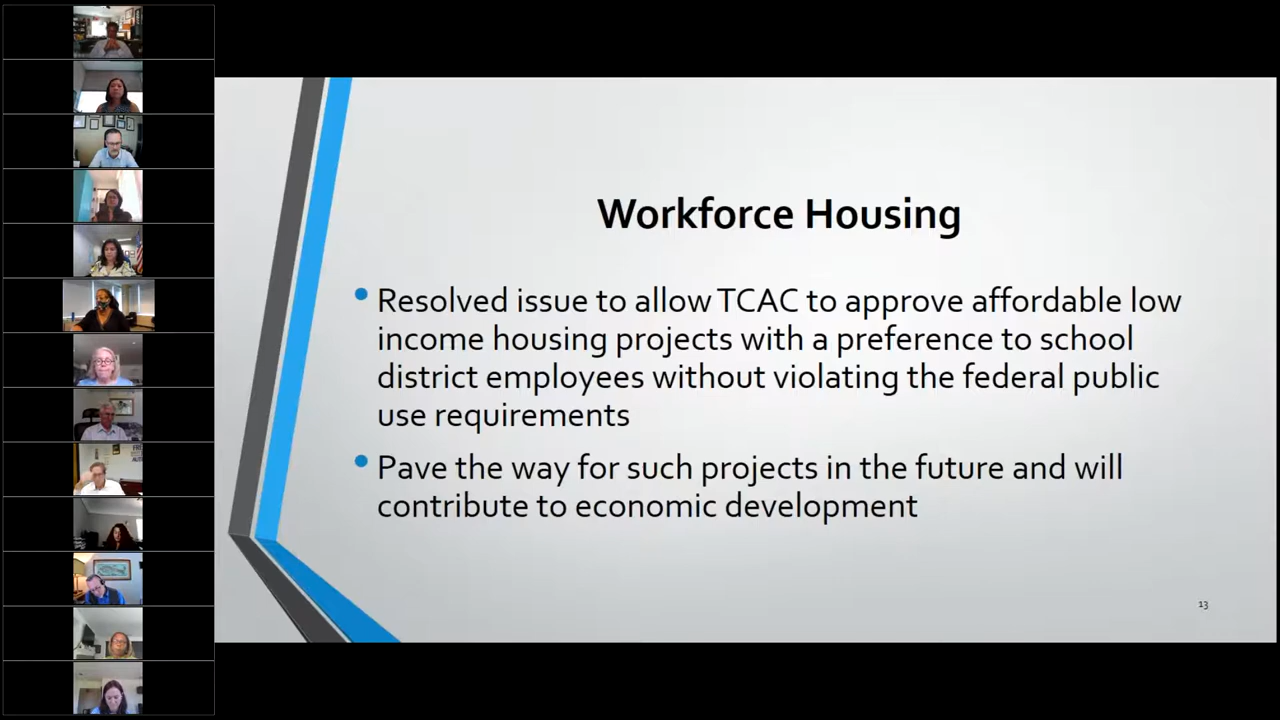 Workforce Housing
Resolved issue to allow TCAC to approve affordable low
income housing projects with a preference to school
district employees without violating the federal public
use requirements
Pave the way for such projects in the future and will
contribute to economic development
13